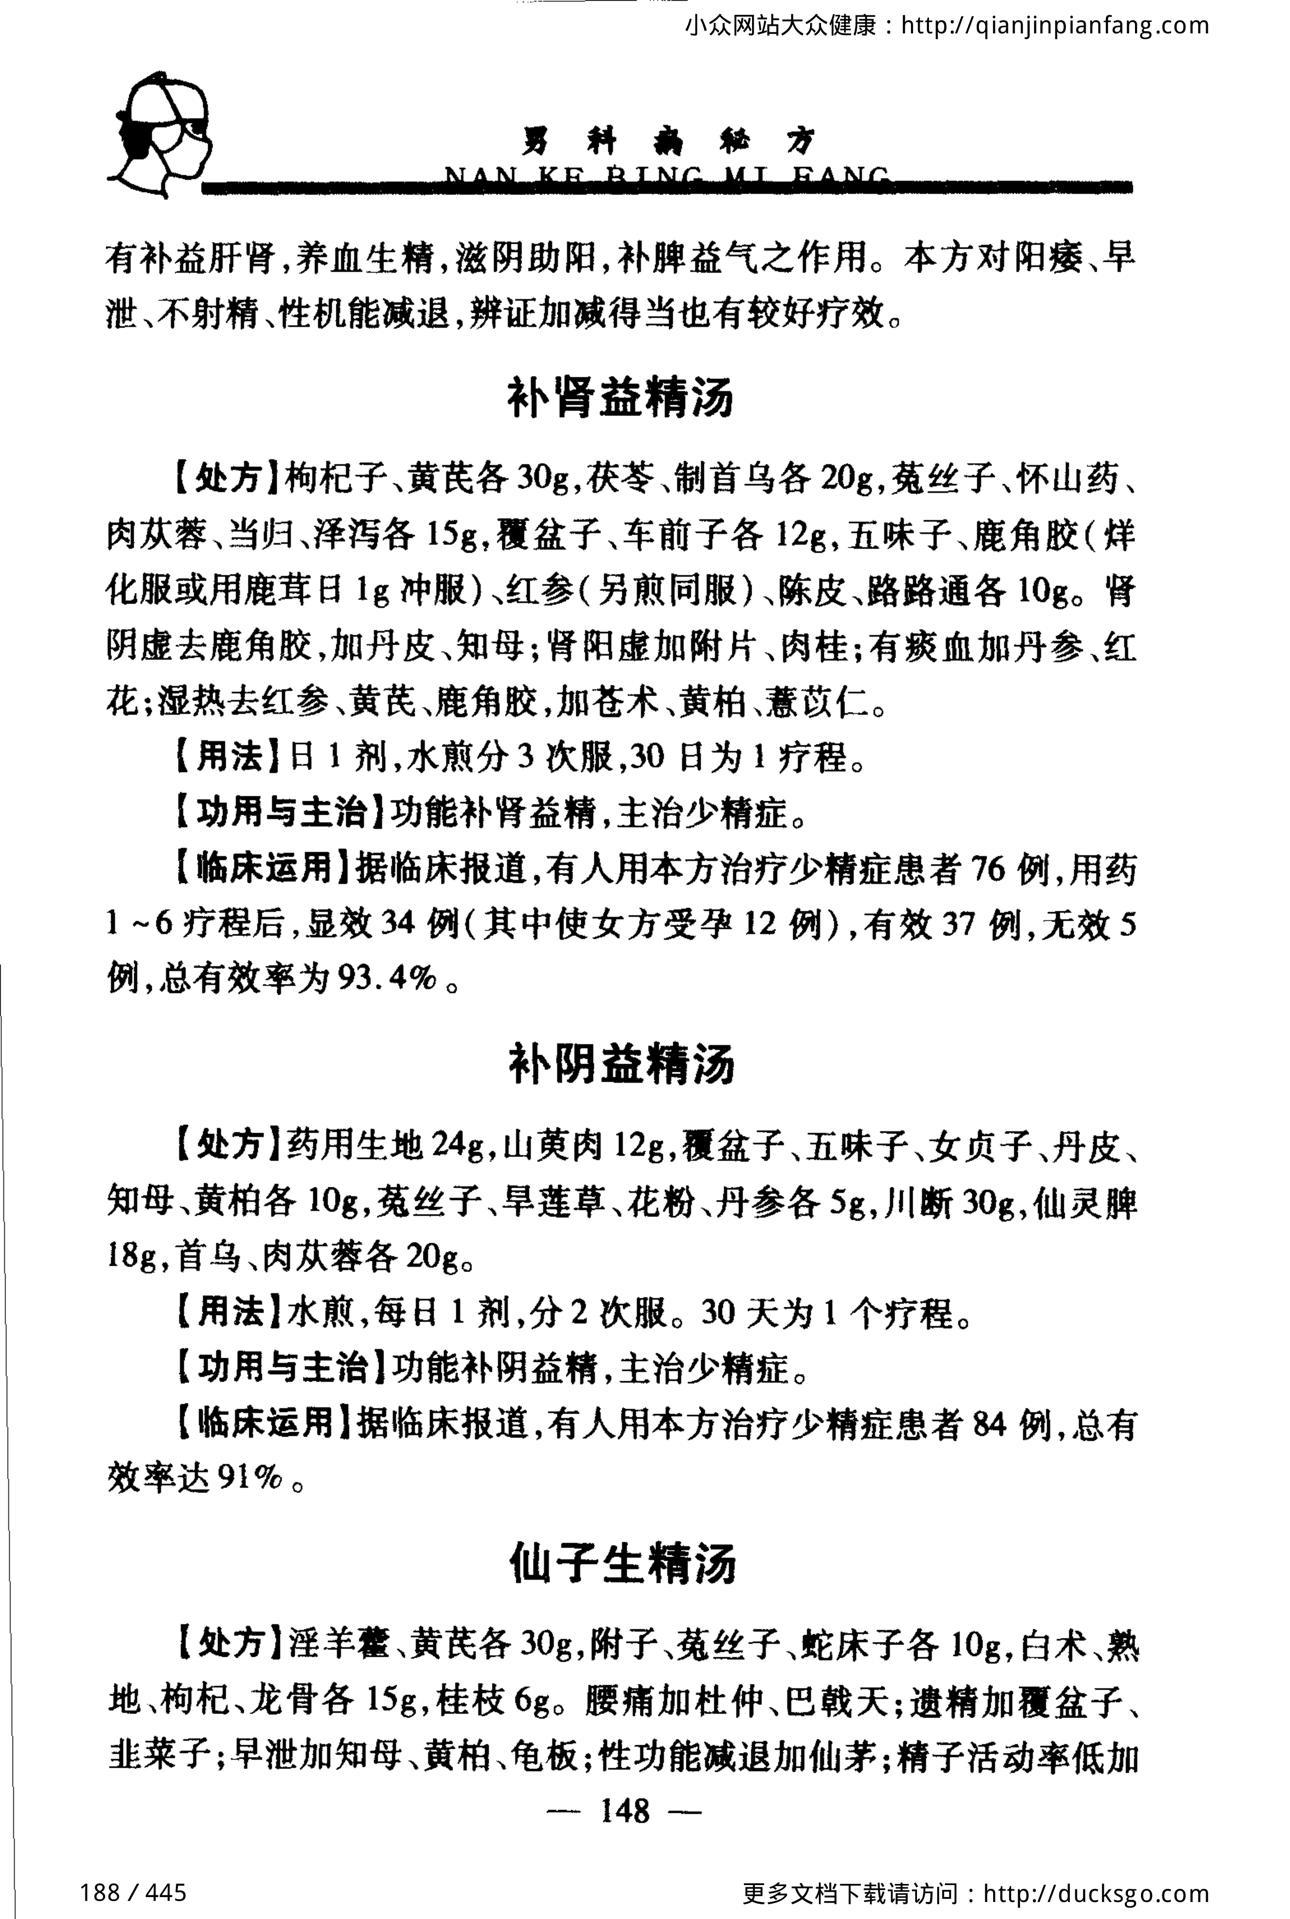 小众网站大众健康：http://qianjinpianfang.com
男科病秘方
NAN KE BING MI FANG
有补益肝肾,养血生精,滋阴助阳,补脾益气之作用。本方对阳痿、早
泄、不射精、性机能减退,辨证加减得当也有较好疗效。
补肾益精汤
【处方】枸杞子、黄芪各30g,茯苓、制首乌各20g,菟丝子、怀山药、
肉苁蓉、当归、泽泻各15g,覆盆子、车前子各12g,五味子、鹿角胶(烊
化服或用鹿茸日1g冲服)、红参(另煎同服)、陈皮、路路通各10g。肾
阴虚去鹿角胶,加丹皮、知母;肾阳虚加附片、肉桂;有痰血加丹参、红
花;湿热去红参、黄芪、鹿角胶,加苍术、黄柏、薏苡仁。
【用法】日1剂,水煎分3次服,30日为1疗程。
【功用与主治】功能补肾益精,主治少精症。
【临床运用】据临床报道,有人用本方治疗少精症患者76例,用药
1~6疗程后,显效34例(其中使女方受孕12例),有效37例,无效5
例,总有效率为93.4%。
补阴益精汤
【处方】药用生地24g,山萸肉12g,覆盆子、五味子、女贞子、丹皮、
知母、黄柏各10g,菟丝子、旱莲草、花粉、丹参各5g,川断30g,仙灵脾
18g,首乌、肉苁蓉各20g。
【用法】水煎,每日1剂,分2次服。30天为1个疗程。
【功用与主治】功能补阴益精,主治少精症。
【临床运用】据临床报道,有人用本方治疗少精症患者84例,总有
效率达91%。
仙子生精汤
【处方】淫羊藿、黄芪各30g,附子、菟丝子、蛇床子各10g,白术、熟
地、枸杞、龙骨各15g,桂枝6g。腰痛加杜仲、巴戟天;遗精加覆盆子、
韭菜子;早泄加知母、黄柏、龟板;性功能减退加仙茅;精子活动率低加
— 148 —
188 / 445
更多文档下载请访问：http://ducksgo.com